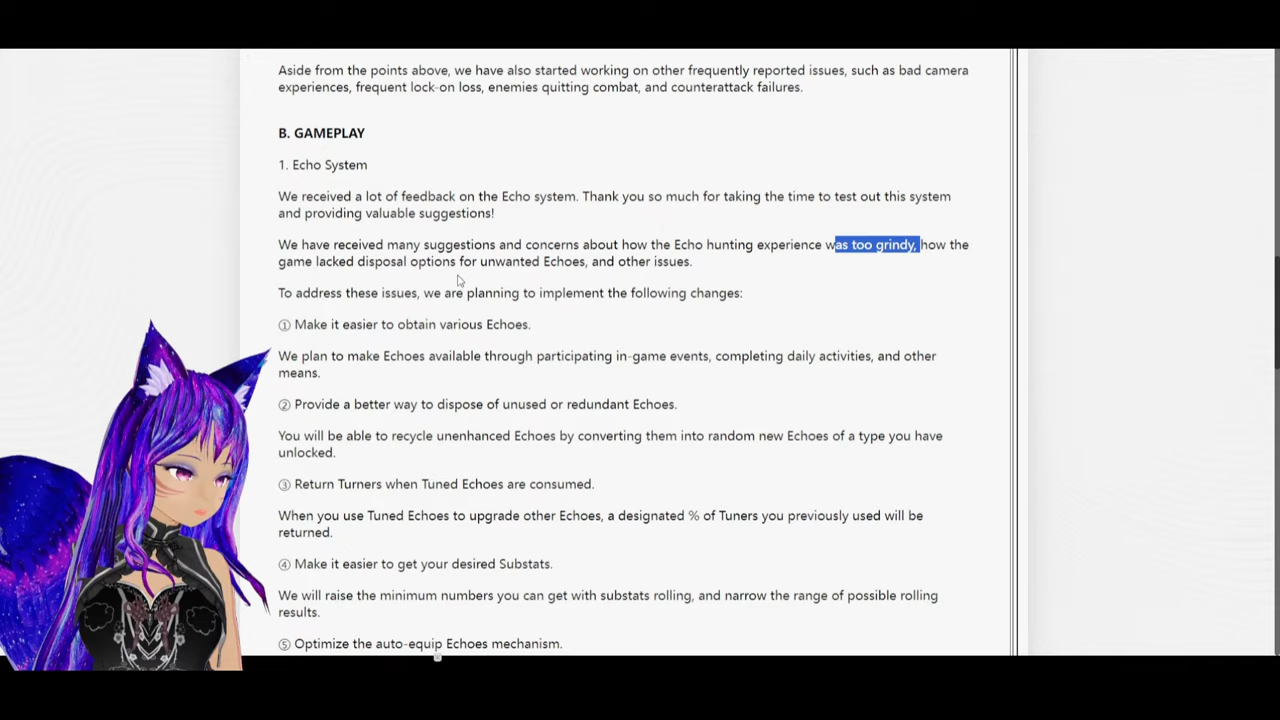 Aside from the points above, we have also started working on other frequently reported issues, such as bad camera
experiences, frequent lock-on loss, enemies quitting combat, and counterattack failures.
B. GAMEPLAY
1. Echo System
We received a lot of feedback on the Echo system. Thank you so much for taking the time to test out this system
and providing valuable suggestions!
We have received many suggestions and concerns about how the Echo hunting experience was too grindy, how the
game lacked disposal options for unwanted Echoes, and other issues.
To address these issues, we are planning to implement the following changes:
① Make it easier to obtain various Echoes.
We plan to make Echoes available through participating in-game events, completing daily activities, and other
means.
② Provide a better way to dispose of unused or redundant Echoes.
You will be able to recycle unenhanced Echoes by converting them into random new Echoes of a type you have
unlocked.
③ Return Turners when Tuned Echoes are consumed.
When you use Tuned Echoes to upgrade other Echoes, a designated % of Tuners you previously used will be
returned.
④ Make it easier to get your desired Substats.
We will raise the minimum numbers you can get with substats rolling, and narrow the range of possible rolling
results.
⑤ Optimize the auto-equip Echoes mechanism.